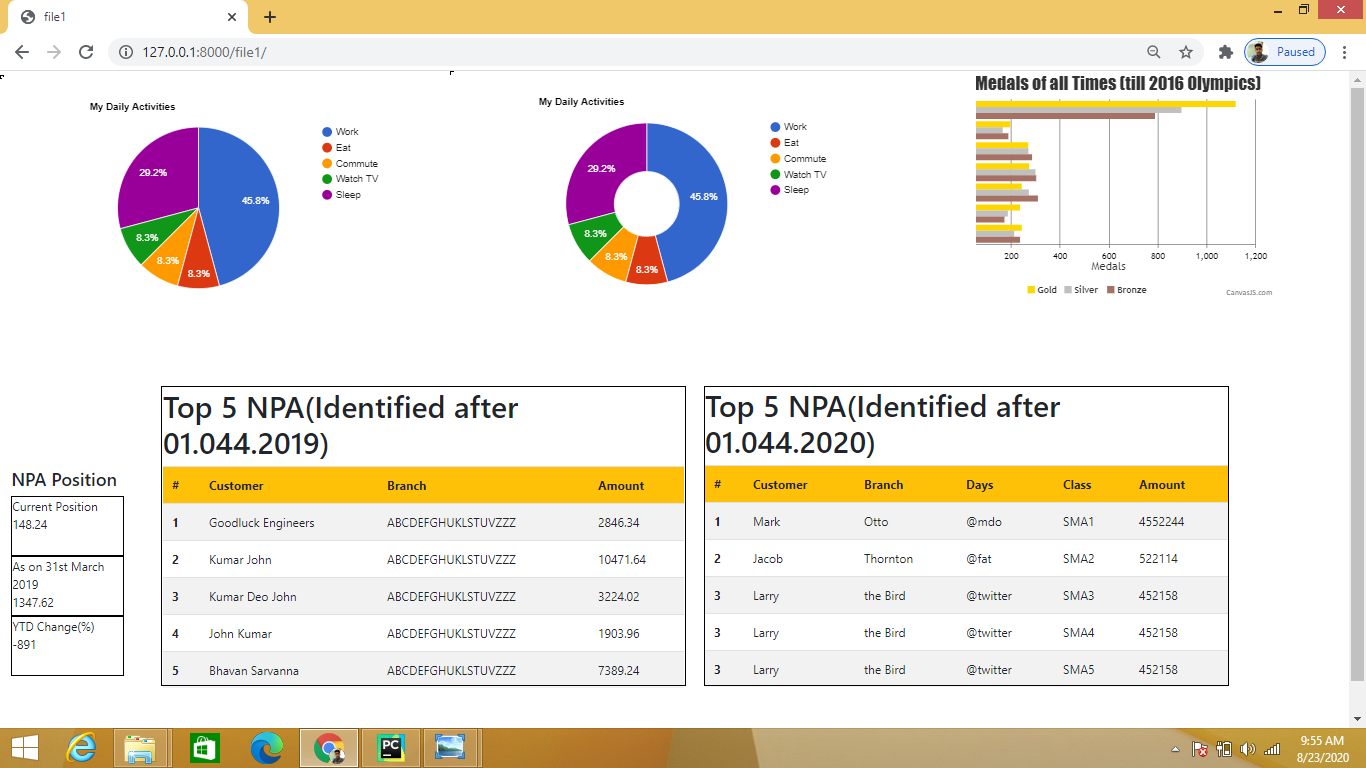 file1
127.0.0.1:8000/file1/
Paused
My Daily Activities
Work
Eat
Commute
Watch TV
Sleep
29.2%
45.8%
8.3%
8.3%
8.3%
My Daily Activities
Work
Eat
Commute
Watch TV
Sleep
29.2%
45.8%
8.3%
8.3%
8.3%
Medals of all Times (till 2016 Olympics)
200 400 600 800 1,000 1,200
Medals
Gold Silver Bronze
CanvasJS.com
NPA Position
Current Position
148.24
As on 31st March
2019
1347.62
YTD Change(%)
-891
Top 5 NPA(Identified after
01.044.2019)
# Customer Branch Amount
1 Goodluck Engineers ABCDEFGHUKLSTUVZZZ 2846.34
2 Kumar John ABCDEFGHUKLSTUVZZZ 10471.64
3 Kumar Deo John ABCDEFGHUKLSTUVZZZ 3224.02
4 John Kumar ABCDEFGHUKLSTUVZZZ 1903.96
5 Bhavan Sarvanna ABCDEFGHUKLSTUVZZZ 7389.24
Top 5 NPA(Identified after
01.044.2020)
# Customer Branch Days Class Amount
1 Mark Otto @mdo SMA1 4552244
2 Jacob Thornton @fat SMA2 522114
3 Larry the Bird @twitter SMA3 452158
3 Larry the Bird @twitter SMA4 452158
3 Larry the Bird @twitter SMA5 452158
PC
9:55 AM
8/23/2020